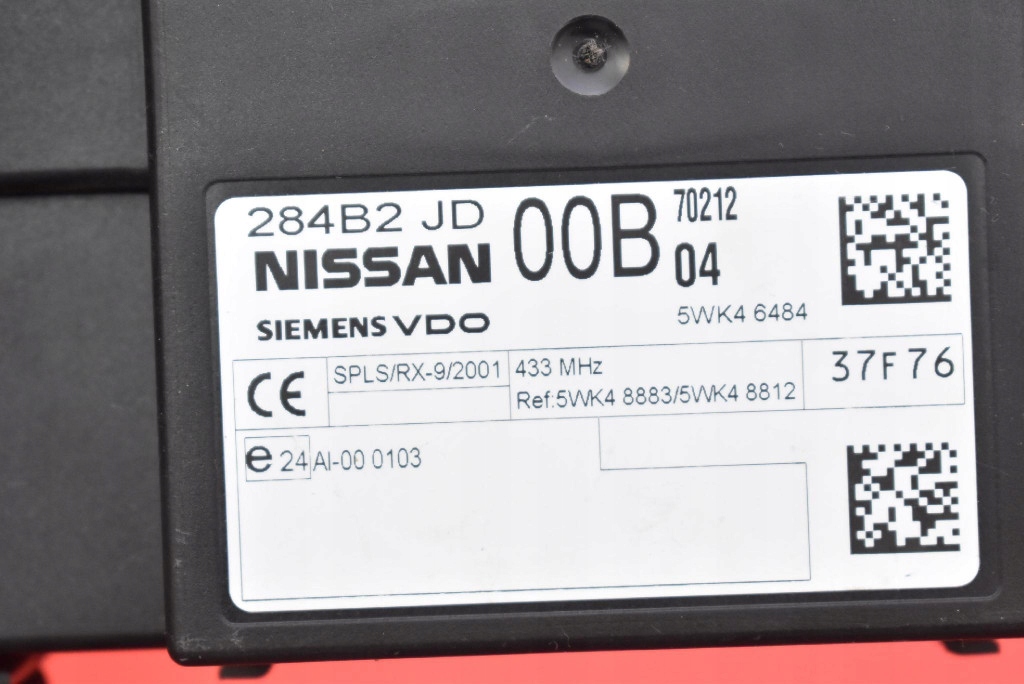 284B2 JD 00B 70212
NISSAN 04
SIEMENS VDO 5WK4 6484
CE SPLS/RX-9/2001 433 MHz 37F76
Ref:5WK4 8883/5WK4 8812
e 24 AI-00 0103